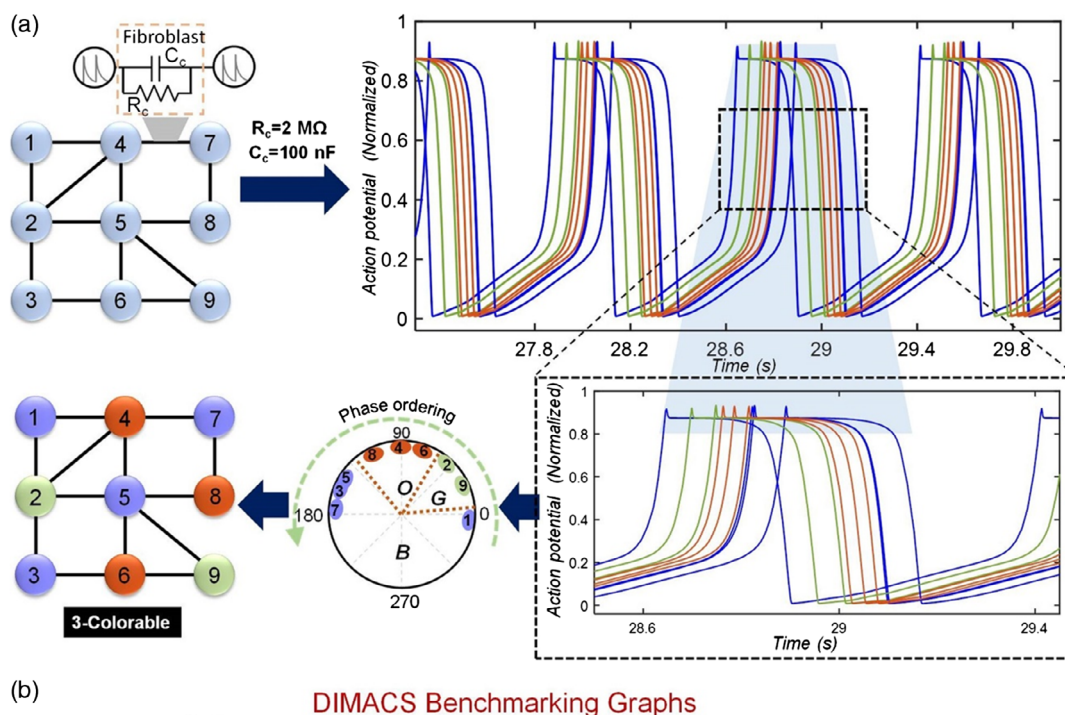 (a)
Fibroblast
Cc
Rc
1 4 7
2 5 8
3 6 9
Rc=2 MΩ
Cc=100 nF
Action potential (Normalized)
1
0.8
0.6
0.4
0.2
0
27.8 28.2 28.6 29 29.4 29.8
Time (s)
1 4 7
2 5 8
3 6 9
3-Colorable
Phase ordering
90
8 4 6 2 9
5 3 7
180
O G
1
0
B
270
Action potential (Normalized)
1
0.8
0.6
0.4
0.2
0
28.6 29 29.4
Time (s)
(b)
DIMACS Benchmarking Graphs